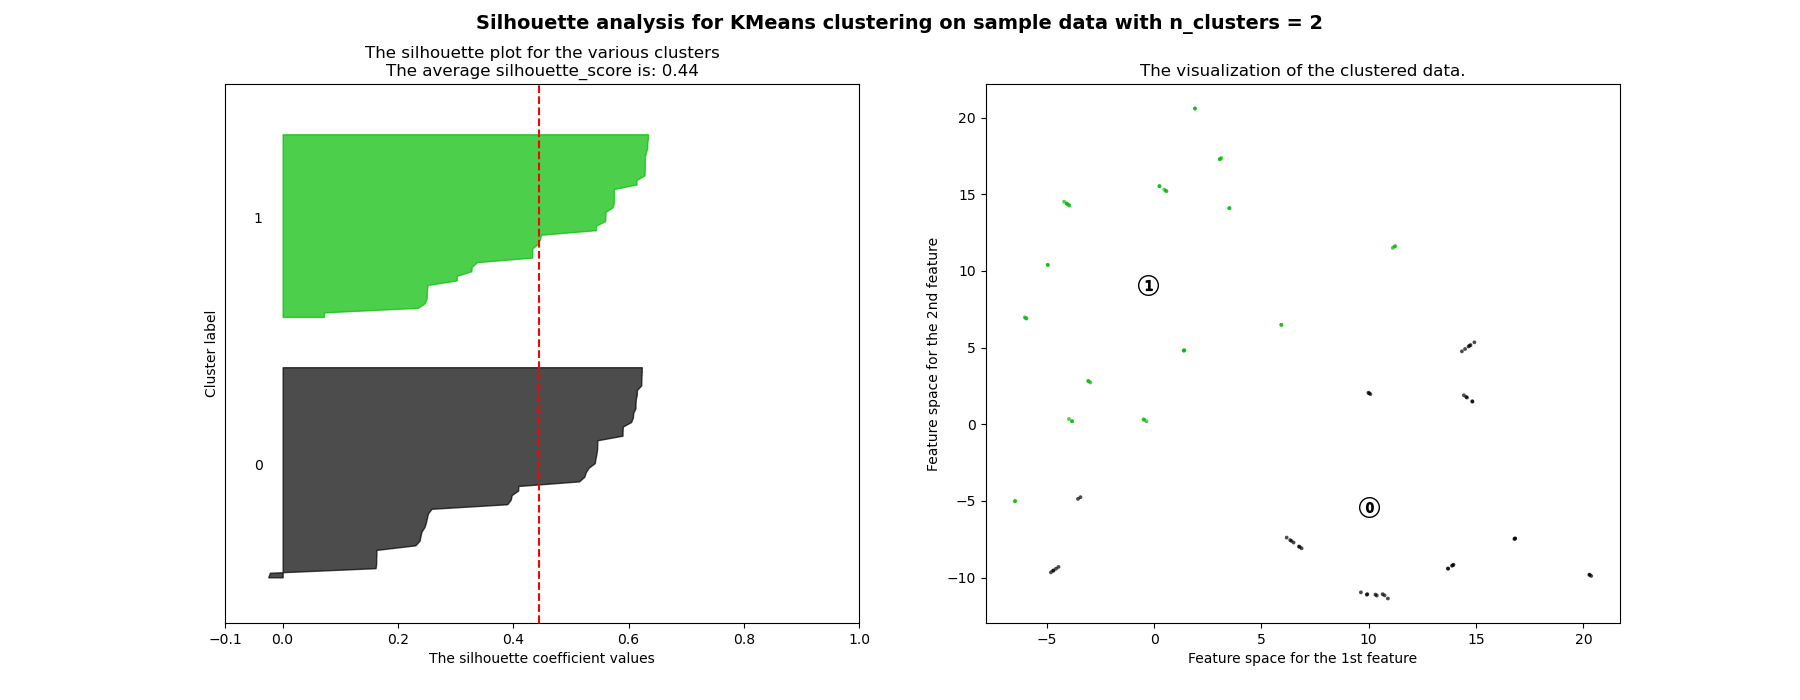 Silhouette analysis for KMeans clustering on sample data with n_clusters = 2
The silhouette plot for the various clusters
The average silhouette_score is: 0.44
1
0
Cluster label
−0.1 0.0 0.2 0.4 0.6 0.8 1.0
The silhouette coefficient values
The visualization of the clustered data.
20
15
10
5
0
−5
−10
Feature space for the 2nd feature
1
0
−5 0 5 10 15 20
Feature space for the 1st feature